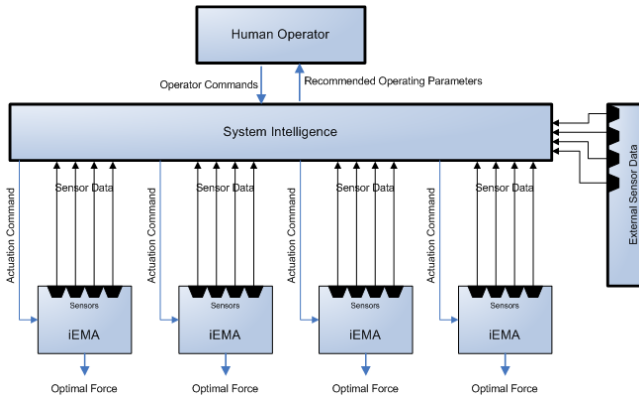 Human Operator
Operator Commands
Recommended Operating Parameters
System Intelligence
External Sensor Data
Actuation Command
Sensor Data
Actuation Command
Sensor Data
Actuation Command
Sensor Data
Actuation Command
Sensor Data
Sensors
Sensors
Sensors
Sensors
iEMA
iEMA
iEMA
iEMA
Optimal Force
Optimal Force
Optimal Force
Optimal Force